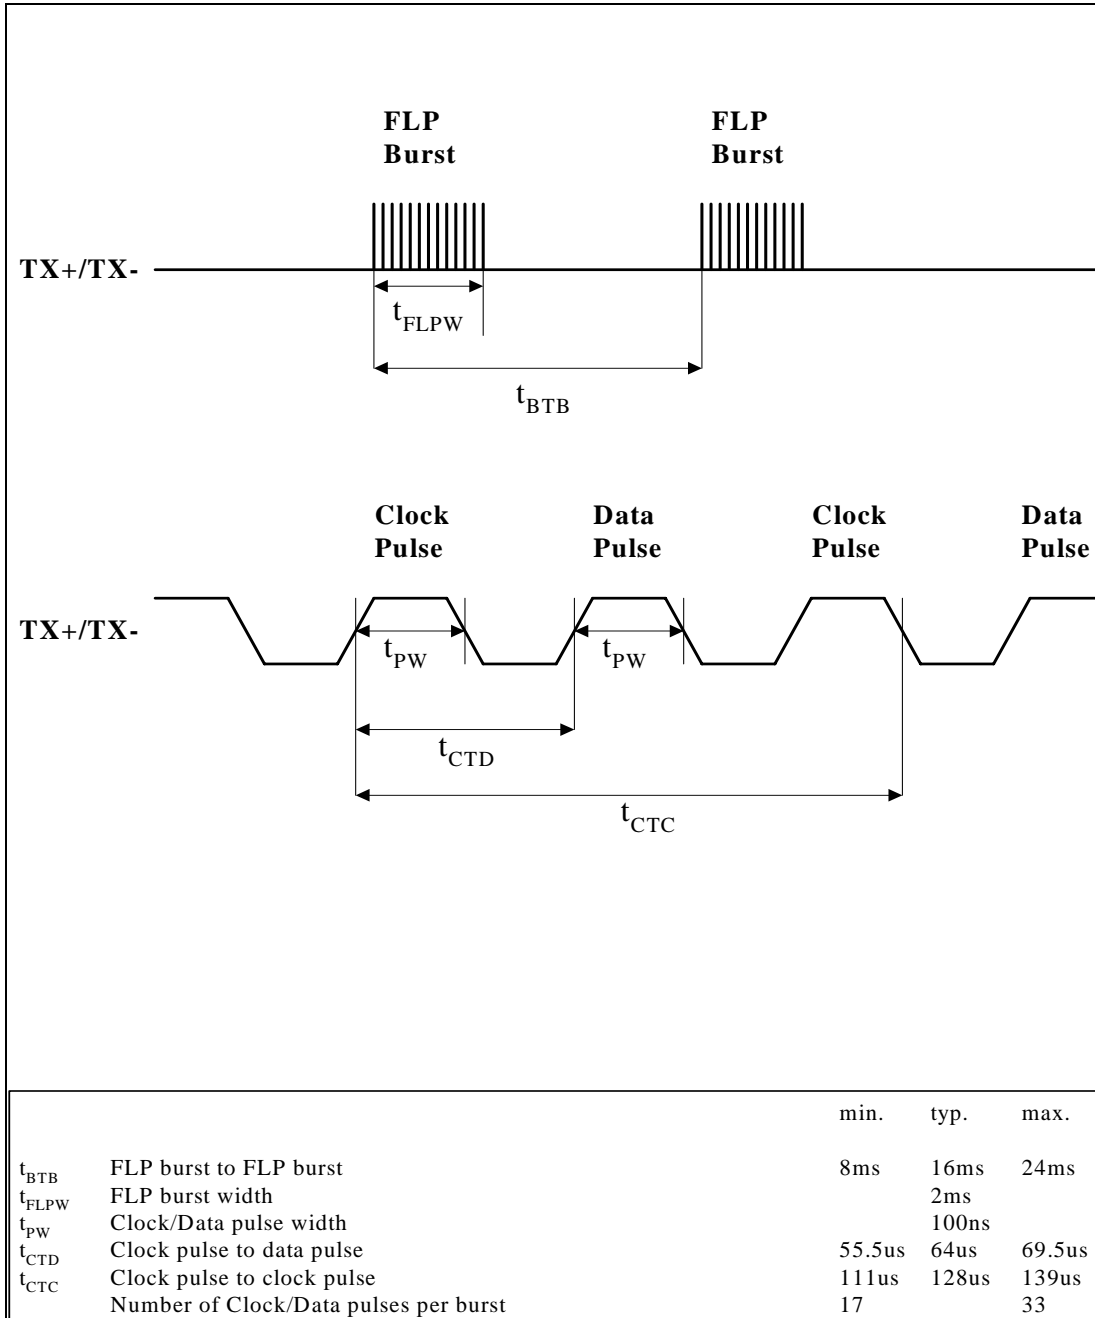 FLP Burst FLP Burst
TX+/TX-
tFLPW
tBTB
Clock Pulse Data Pulse Clock Pulse Data Pulse
TX+/TX-
tPW tPW
tCTD
tCTC
min. typ. max.
tBTB FLP burst to FLP burst 8ms 16ms 24ms
tFLPW FLP burst width 2ms
tPW Clock/Data pulse width 100ns
tCTD Clock pulse to data pulse 55.5us 64us 69.5us
tCTC Clock pulse to clock pulse 111us 128us 139us
Number of Clock/Data pulses per burst 17 33